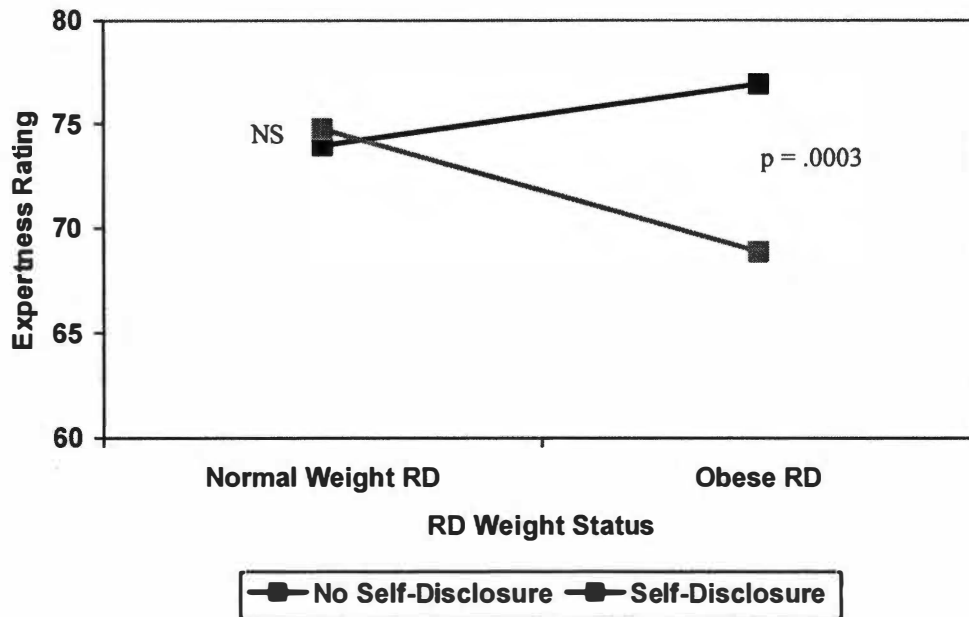 80
75
70
65
60
Expertness Rating
NS
p = .0003
Normal Weight RD
Obese RD
RD Weight Status
No Self-Disclosure
Self-Disclosure